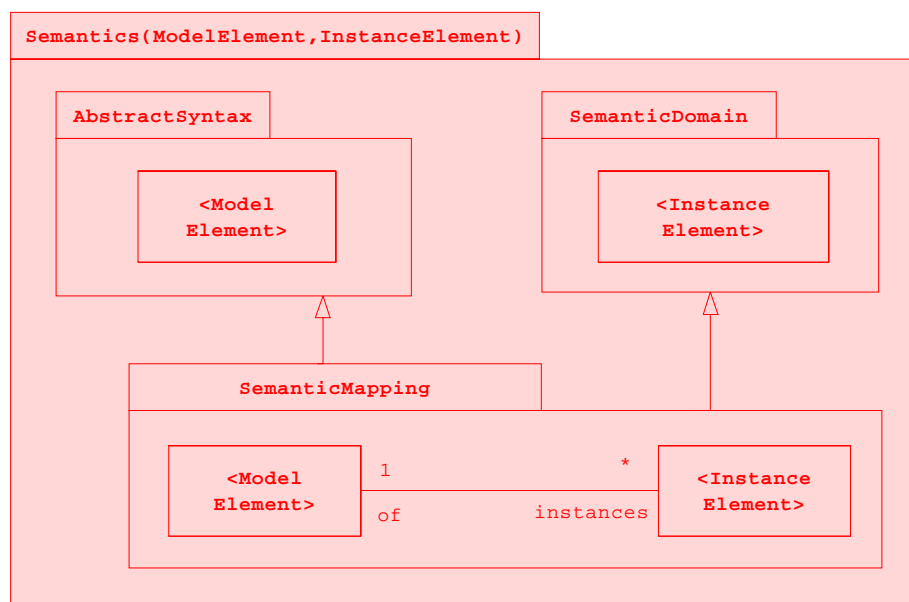 Semantics(ModelElement,InstanceElement)
AbstractSyntax
SemanticDomain
<Model
Element>
<Instance
Element>
SemanticMapping
<Model
Element>
1
*
of
instances
<Instance
Element>